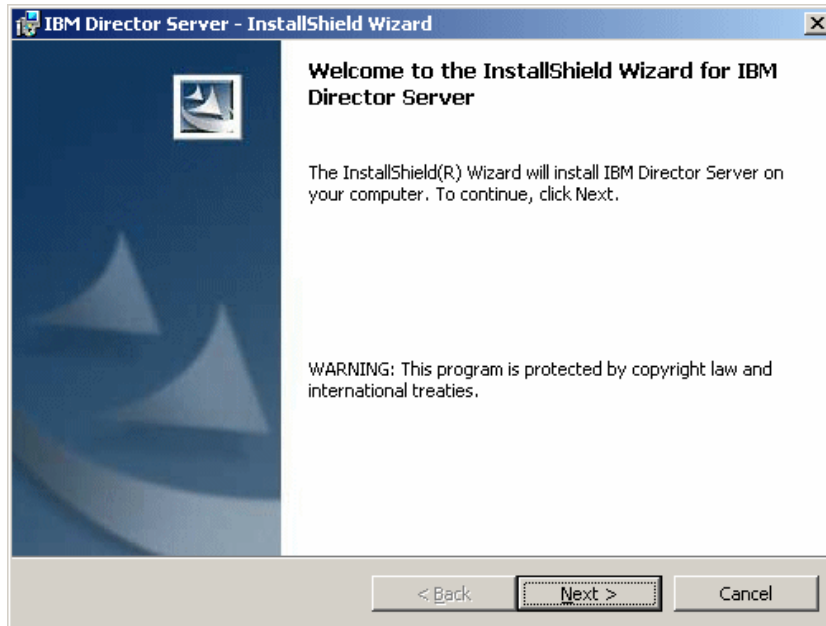 IBM Director Server - InstallShield Wizard
Welcome to the InstallShield Wizard for IBM
Director Server
The InstallShield(R) Wizard will install IBM Director Server on
your computer. To continue, click Next.
WARNING: This program is protected by copyright law and
international treaties.
< Back
Next >
Cancel